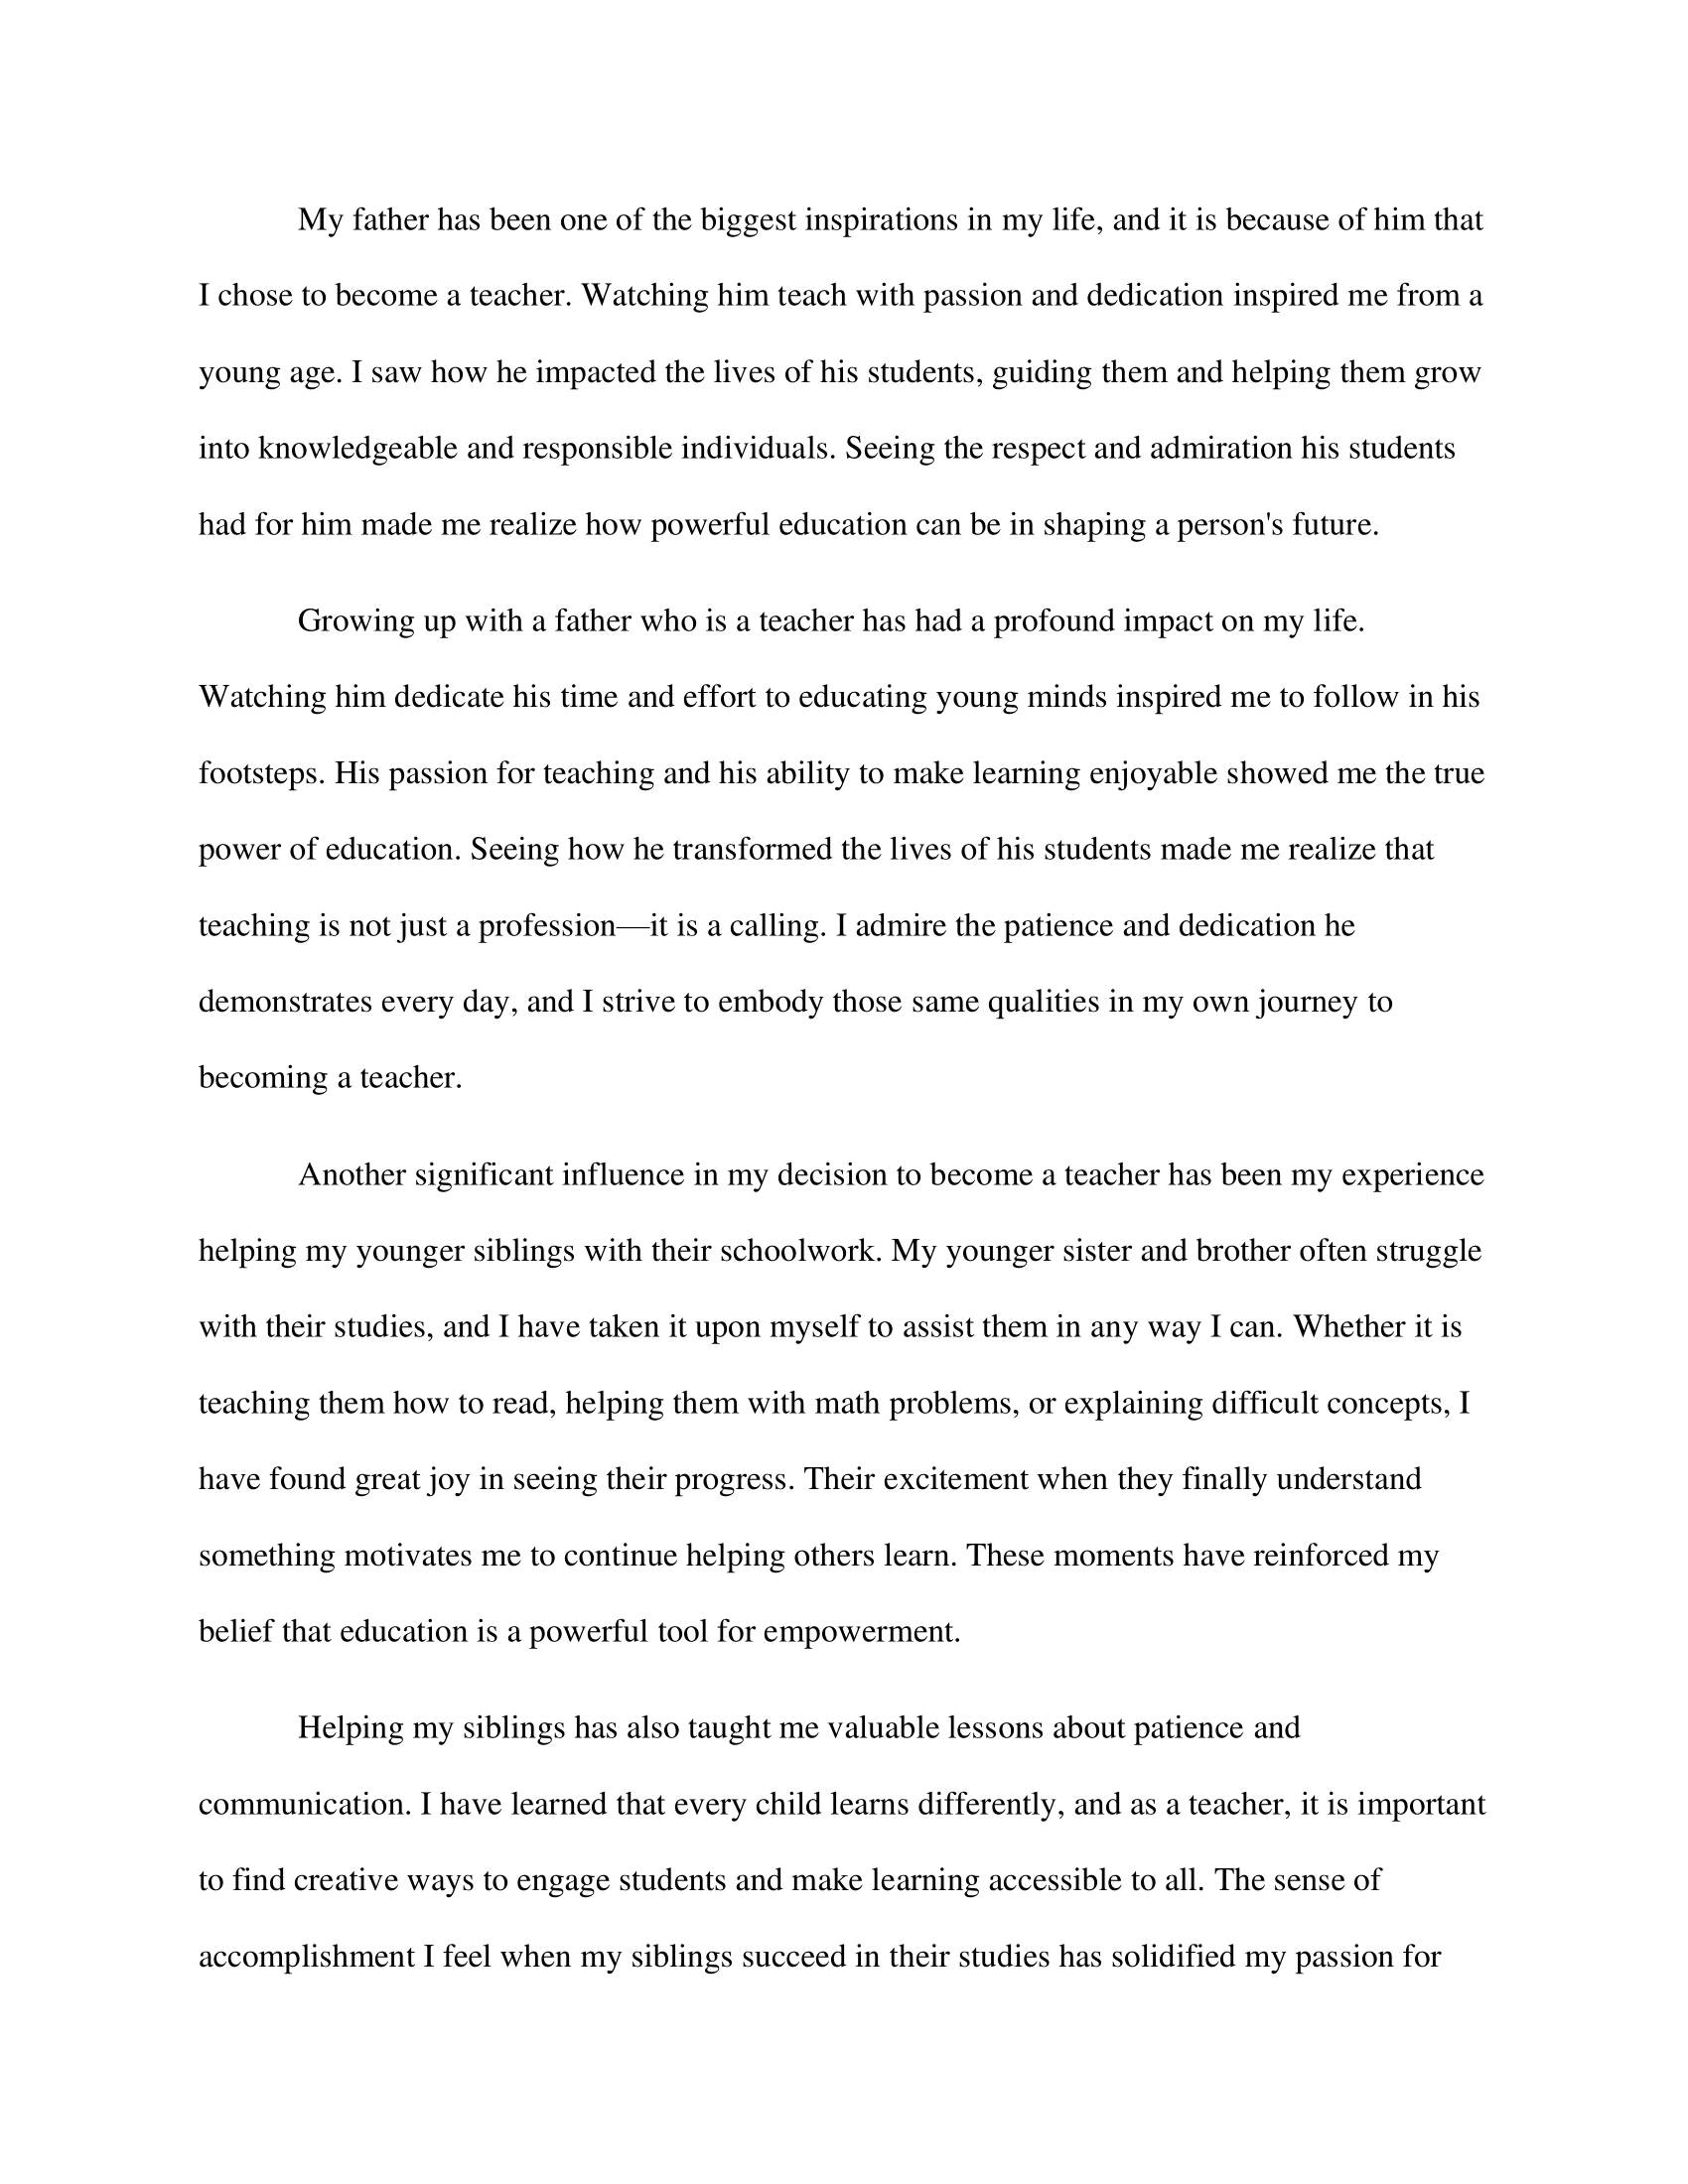 My father has been one of the biggest inspirations in my life, and it is because of him that
I chose to become a teacher. Watching him teach with passion and dedication inspired me from a
young age. I saw how he impacted the lives of his students, guiding them and helping them grow
into knowledgeable and responsible individuals. Seeing the respect and admiration his students
had for him made me realize how powerful education can be in shaping a person's future.
Growing up with a father who is a teacher has had a profound impact on my life.
Watching him dedicate his time and effort to educating young minds inspired me to follow in his
footsteps. His passion for teaching and his ability to make learning enjoyable showed me the true
power of education. Seeing how he transformed the lives of his students made me realize that
teaching is not just a profession—it is a calling. I admire the patience and dedication he
demonstrates every day, and I strive to embody those same qualities in my own journey to
becoming a teacher.
Another significant influence in my decision to become a teacher has been my experience
helping my younger siblings with their schoolwork. My younger sister and brother often struggle
with their studies, and I have taken it upon myself to assist them in any way I can. Whether it is
teaching them how to read, helping them with math problems, or explaining difficult concepts, I
have found great joy in seeing their progress. Their excitement when they finally understand
something motivates me to continue helping others learn. These moments have reinforced my
belief that education is a powerful tool for empowerment.
Helping my siblings has also taught me valuable lessons about patience and
communication. I have learned that every child learns differently, and as a teacher, it is important
to find creative ways to engage students and make learning accessible to all. The sense of
accomplishment I feel when my siblings succeed in their studies has solidified my passion for